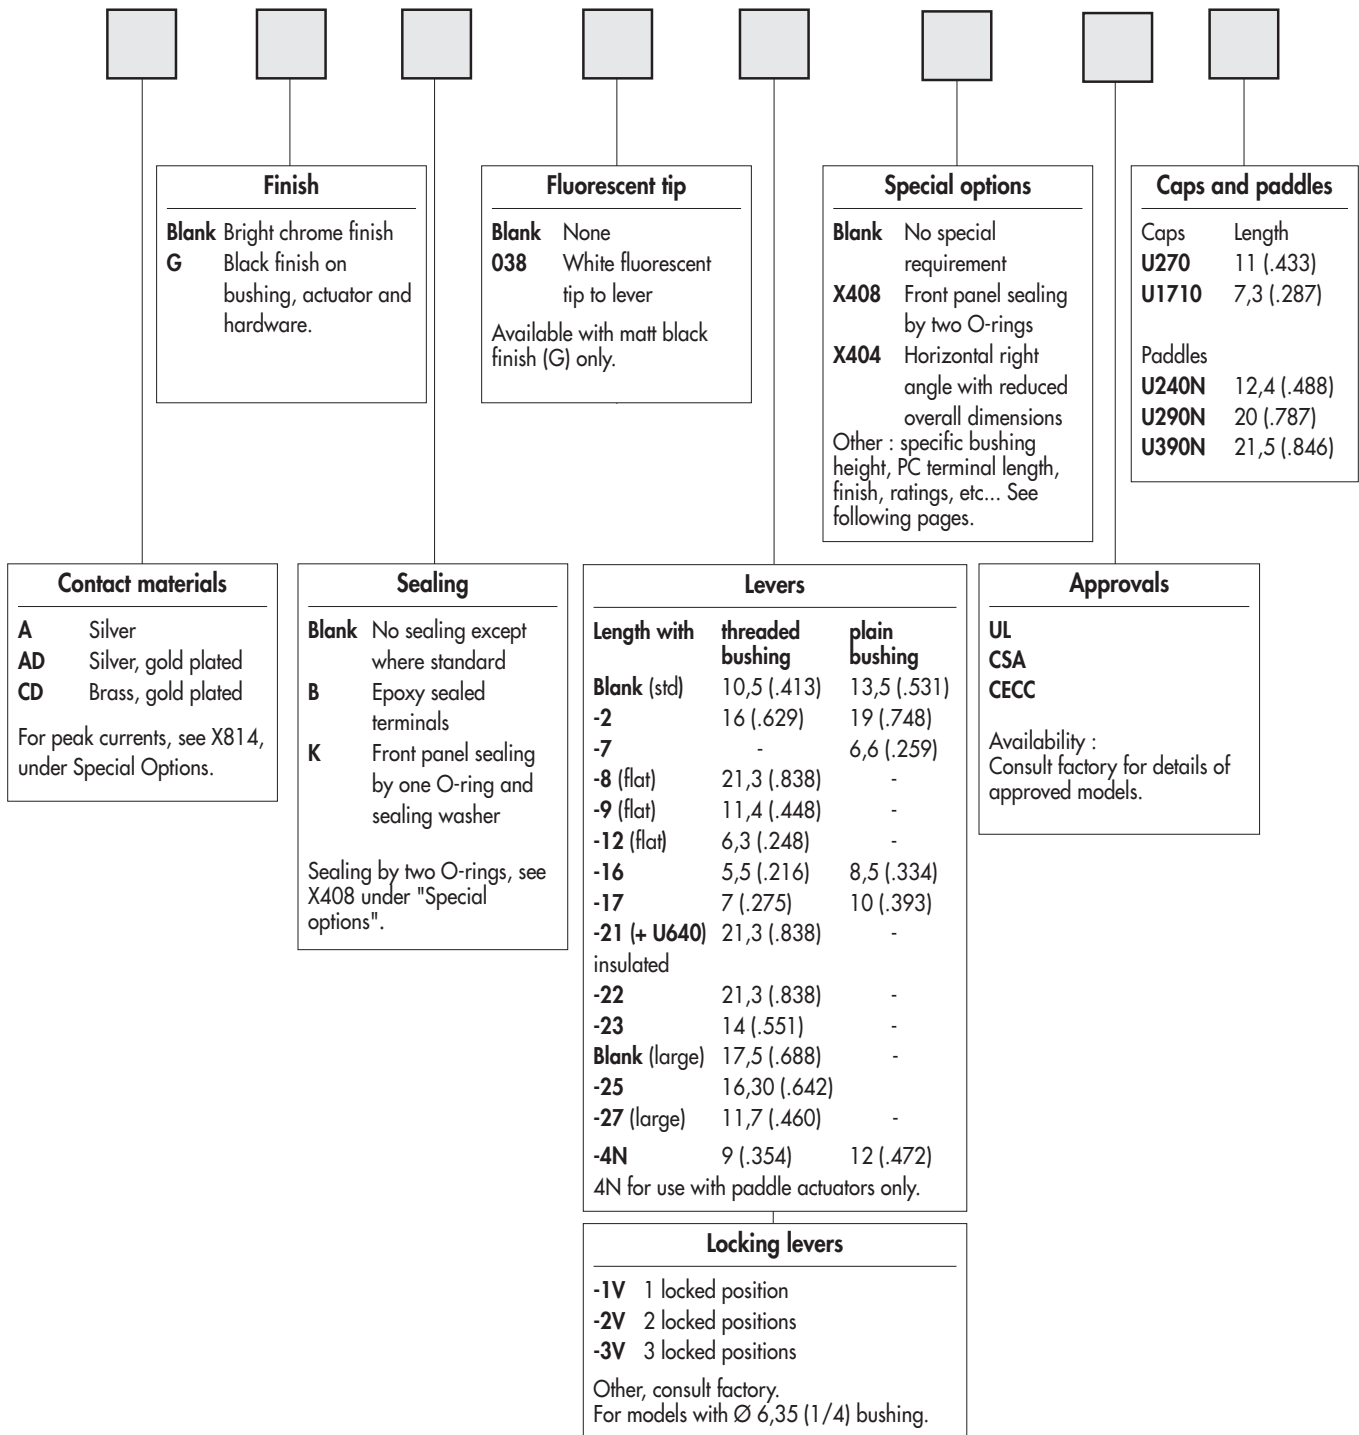 Finish
Blank Bright chrome finish
G Black finish on
bushing, actuator and
hardware.
Fluorescent tip
Blank None
038 White fluorescent
tip to lever
Available with matt black
finish (G) only.
Special options
Blank No special
requirement
X408 Front panel sealing
by two O-rings
X404 Horizontal right
angle with reduced
overall dimensions
Other : specific bushing
height, PC terminal length,
finish, ratings, etc... See
following pages.
Caps and paddles
Caps Length
U270 11 (.433)
U1710 7,3 (.287)
Paddles
U240N 12,4 (.488)
U290N 20 (.787)
U390N 21,5 (.846)
Contact materials
A Silver
AD Silver, gold plated
CD Brass, gold plated
For peak currents, see X814,
under Special Options.
Sealing
Blank No sealing except
where standard
B Epoxy sealed
terminals
K Front panel sealing
by one O-ring and
sealing washer
Sealing by two O-rings, see
X408 under "Special
options".
Levers
Length with threaded plain
bushing bushing
Blank (std) 10,5 (.413) 13,5 (.531)
-2 16 (.629) 19 (.748)
-7 - 6,6 (.259)
-8 (flat) 21,3 (.838) -
-9 (flat) 11,4 (.448) -
-12 (flat) 6,3 (.248) -
-16 5,5 (.216) 8,5 (.334)
-17 7 (.275) 10 (.393)
-21 (+ U640) 21,3 (.838) -
insulated
-22 21,3 (.838) -
-23 14 (.551) -
Blank (large) 17,5 (.688) -
-25 16,30 (.642)
-27 (large) 11,7 (.460) -
-4N 9 (.354) 12 (.472)
4N for use with paddle actuators only.
Approvals
UL
CSA
CECC
Availability :
Consult factory for details of
approved models.
Locking levers
-1V 1 locked position
-2V 2 locked positions
-3V 3 locked positions
Other, consult factory.
For models with Ø 6,35 (1/4) bushing.